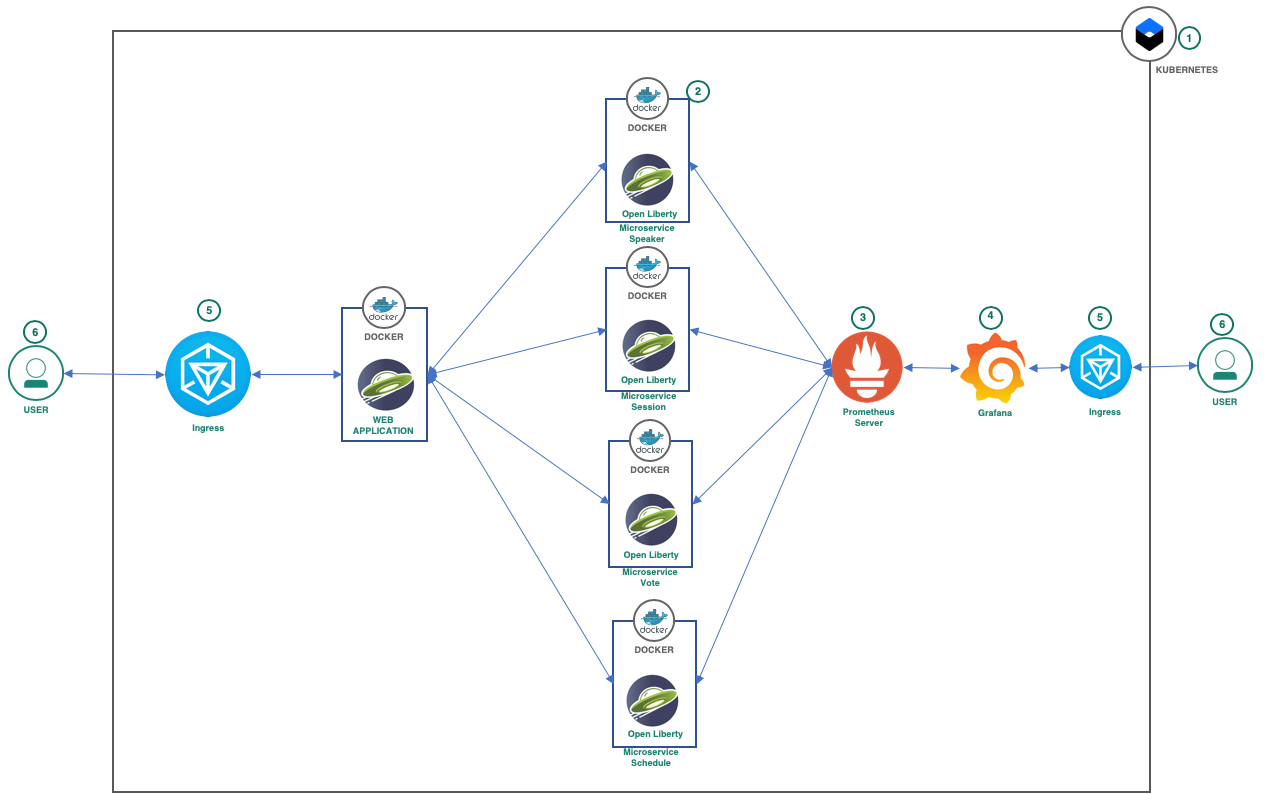 1
KUBERNETES
docker
2
DOCKER
Open Liberty
Microservice
Speaker
docker
DOCKER
Open Liberty
Microservice
Session
docker
DOCKER
Open Liberty
Microservice
Vote
docker
DOCKER
Open Liberty
Microservice
Schedule
6
USER
5
Ingress
docker
DOCKER
WEB
APPLICATION
3
Prometheus
Server
4
Grafana
5
Ingress
6
USER